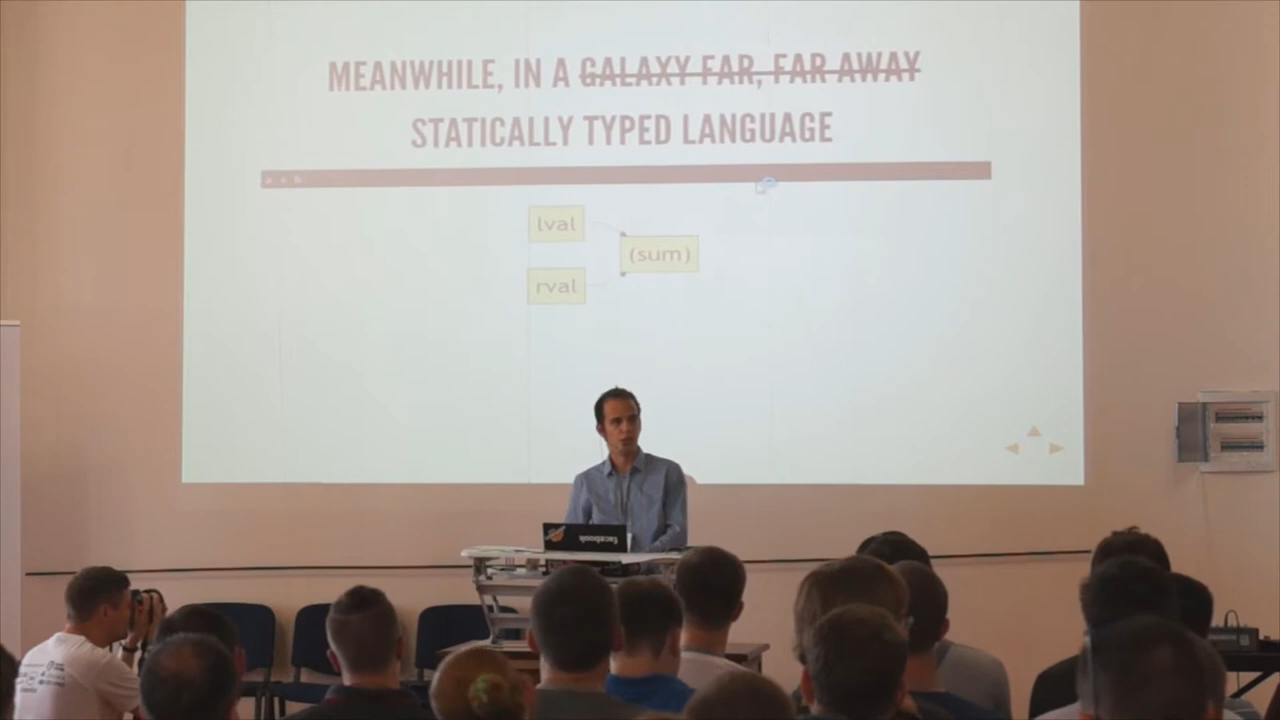 MEANWHILE, IN A GALAXY FAR, FAR AWAY
STATICALLY TYPED LANGUAGE
a + b
lval
(sum)
rval
facebook